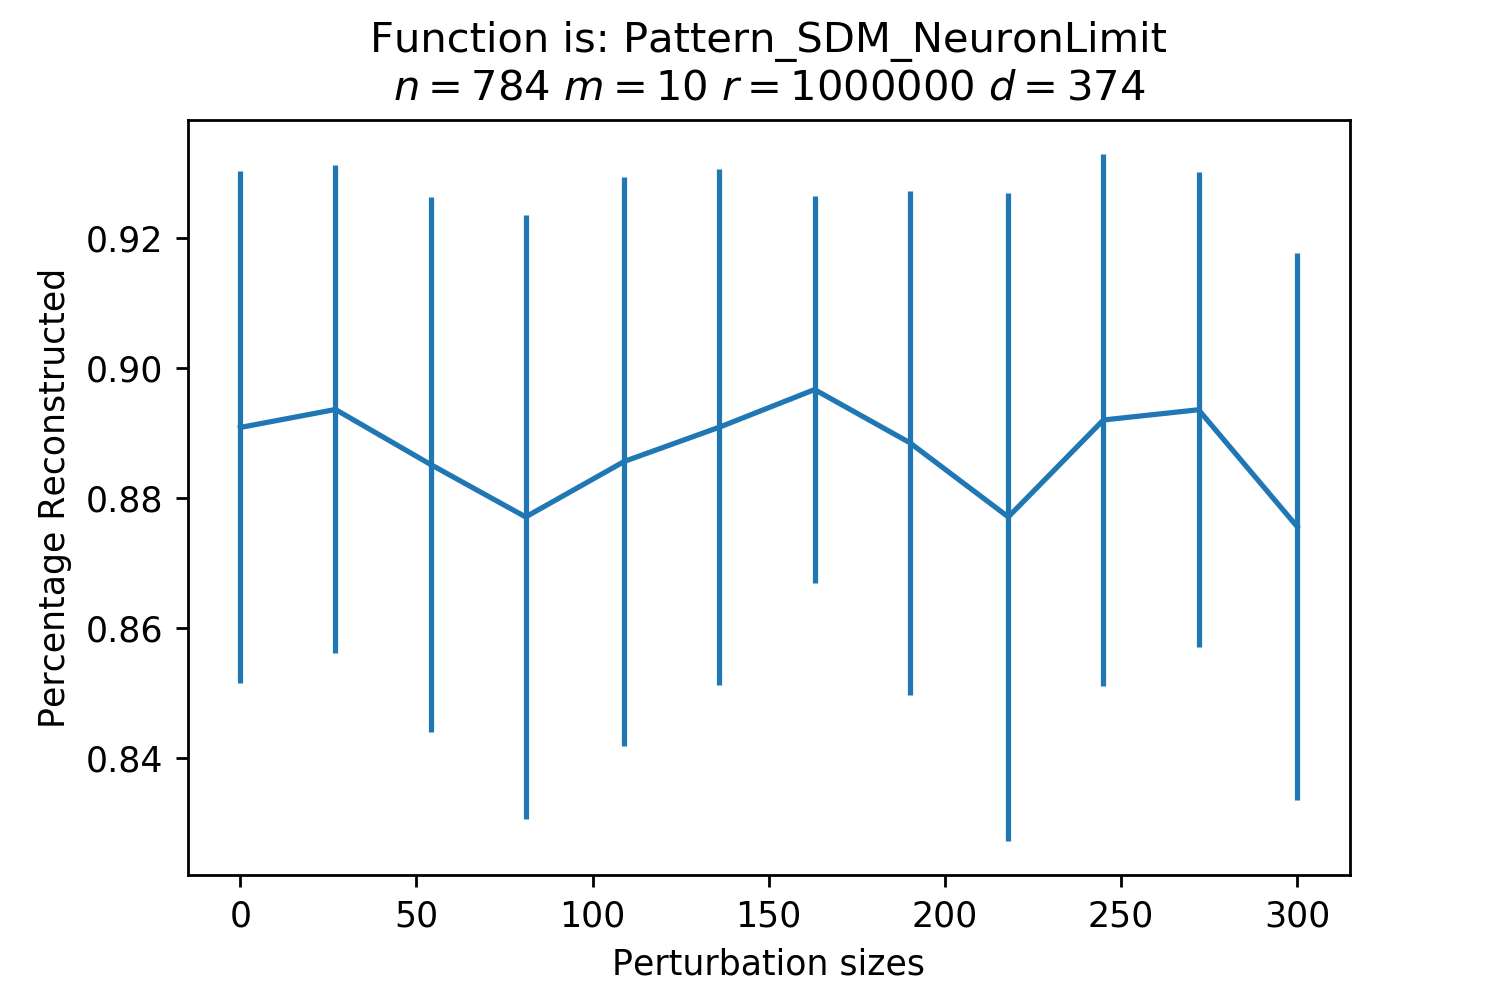 Function is: Pattern_SDM_NeuronLimit
n = 784 m = 10 r = 1000000 d = 374
Percentage Reconstructed
0.92
0.90
0.88
0.86
0.84
0 50 100 150 200 250 300
Perturbation sizes